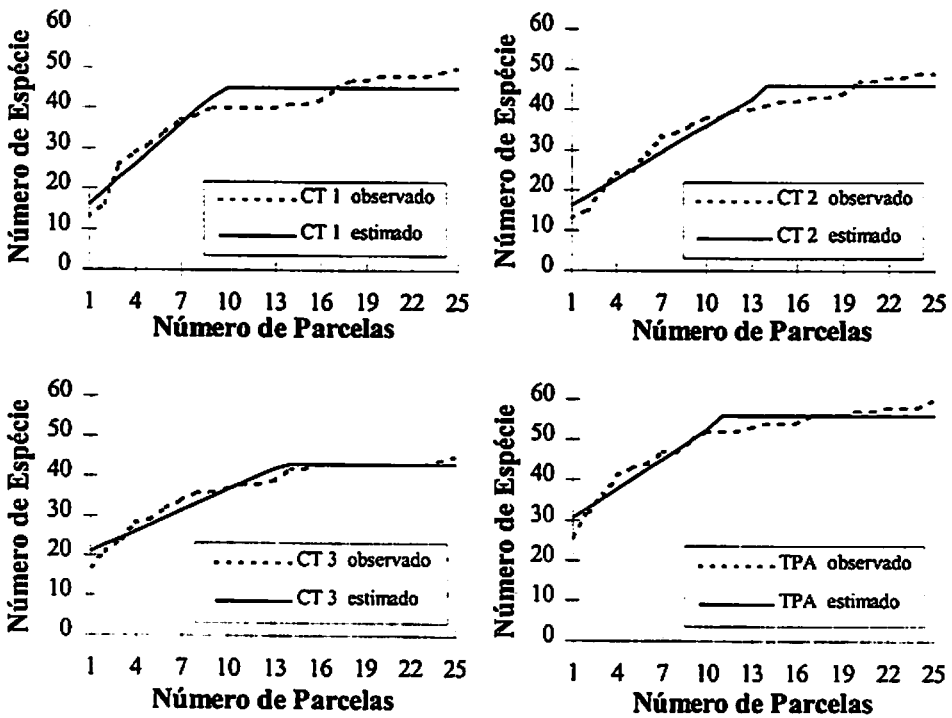 Número de Espécie
60
50
40
30
20
10
0
CT 1 observado
CT 1 estimado
1 4 7 10 13 16 19 22 25
Número de Parcelas
Número de Espécie
60
50
40
30
20
10
0
CT 2 observado
CT 2 estimado
1 4 7 10 13 16 19 22 25
Número de Parcelas
Número de Espécie
60
50
40
30
20
10
0
CT 3 observado
CT 3 estimado
1 4 7 10 13 16 19 22 25
Número de Parcelas
Número de Espécie
60
50
40
30
20
10
0
TPA observado
TPA estimado
1 4 7 10 13 16 19 22 25
Número de Parcelas